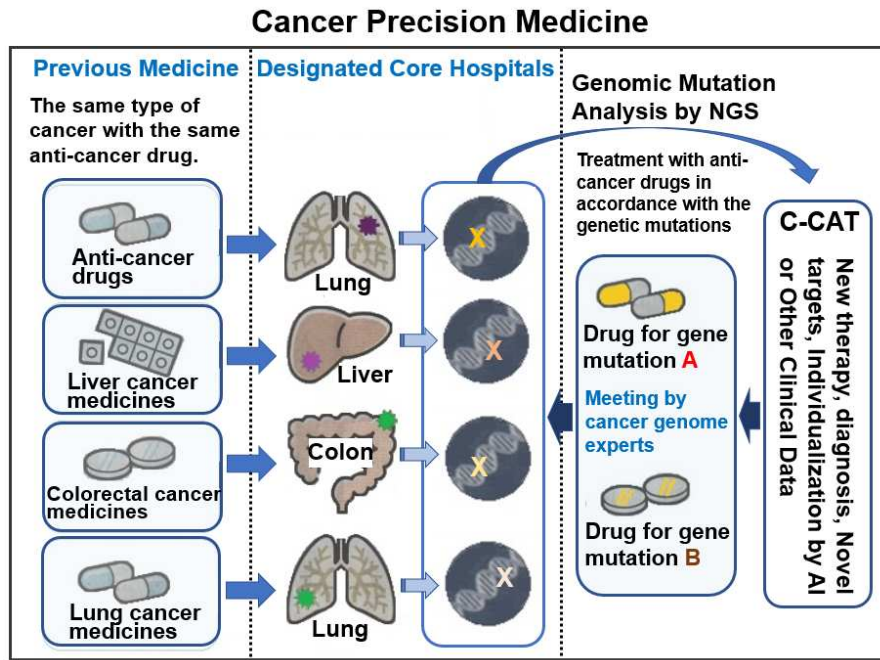 Cancer Precision Medicine
Previous Medicine
The same type of
cancer with the same
anti-cancer drug.
Anti-cancer
drugs
Liver cancer
medicines
Colorectal cancer
medicines
Lung cancer
medicines
Designated Core Hospitals
Lung
Liver
Colon
Lung
X
X
X
X
Genomic Mutation
Analysis by NGS
Treatment with anti-
cancer drugs in
accordance with the
genetic mutations
Drug for gene
mutation A
Meeting by
cancer genome
experts
Drug for gene
mutation B
C-CAT
New therapy, diagnosis, Novel
targets, Individualization by AI
or Other Clinical Data